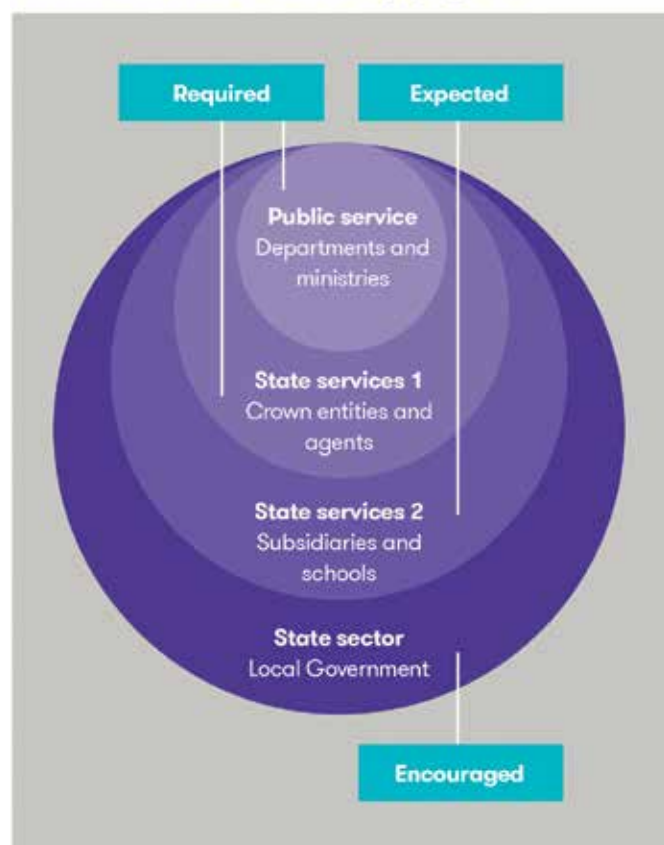 Required
Expected
Public service
Departments and
ministries
State services 1
Crown entities and
agents
State services 2
Subsidiaries and
schools
State sector
Local Government
Encouraged